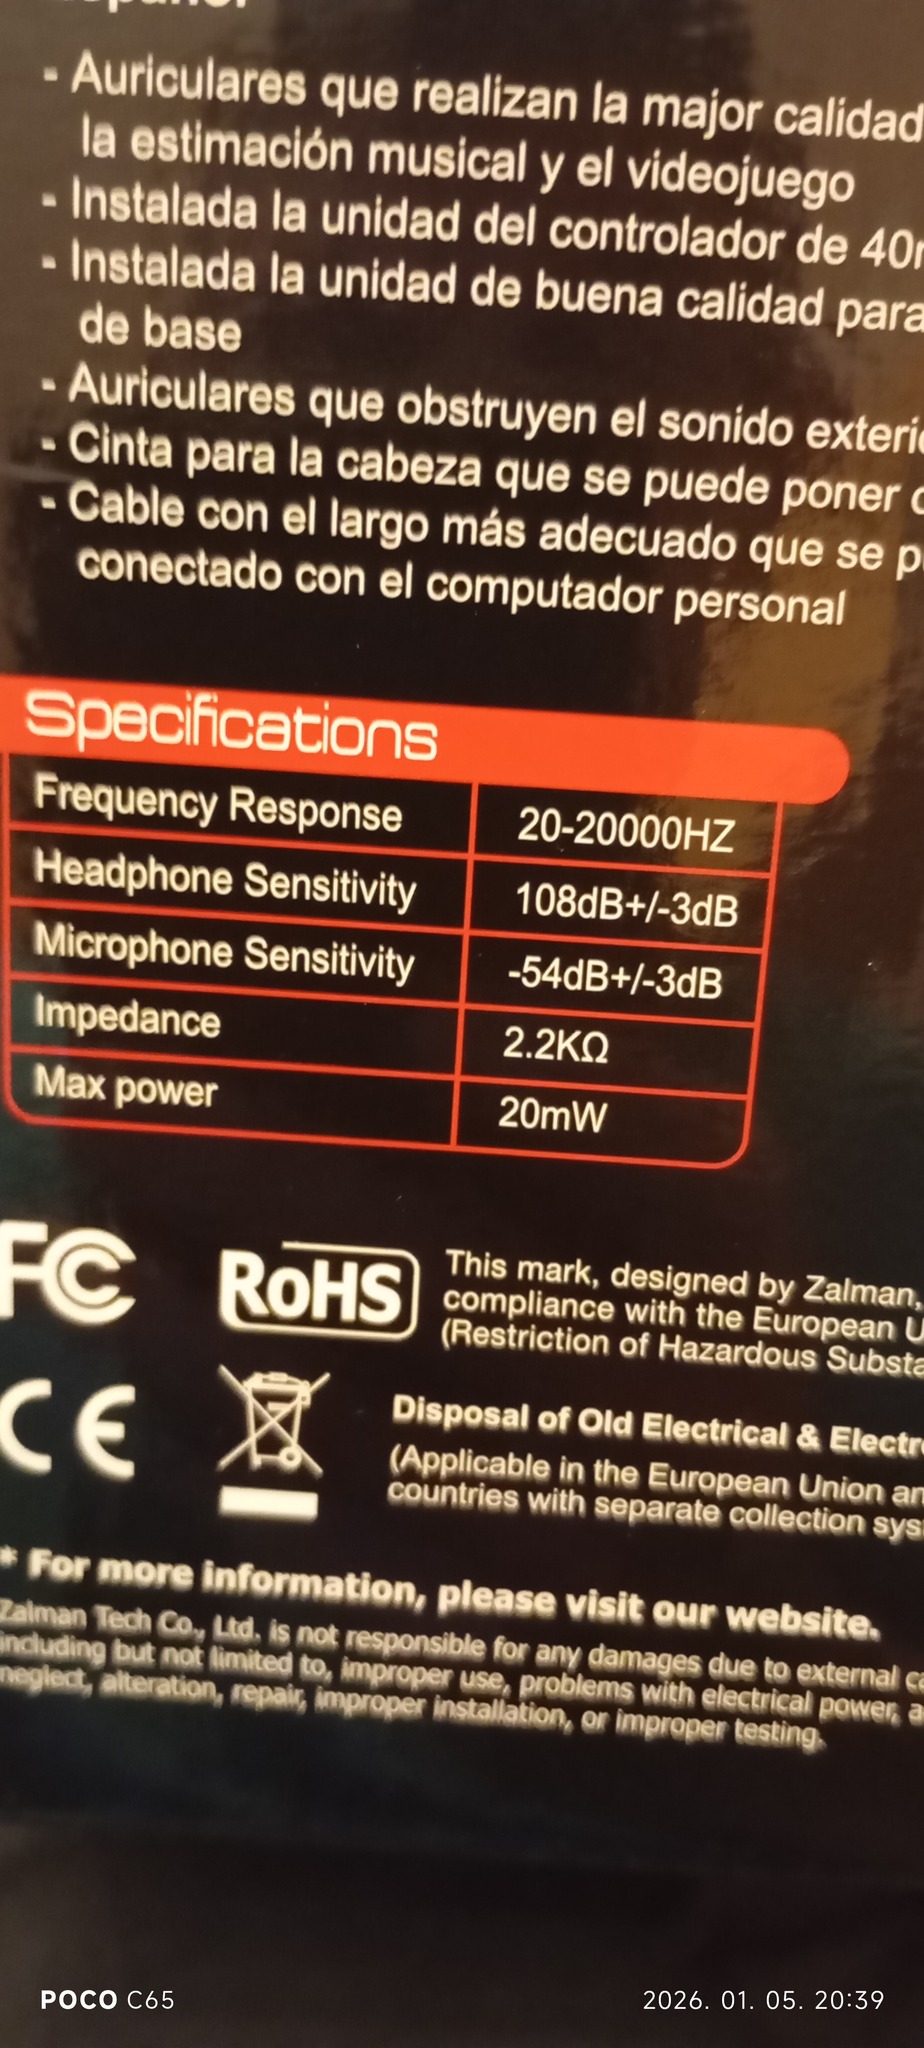 - Auriculares que realizan la major calidad
la estimación musical y el videojuego
- Instalada la unidad del controlador de
- Instalada la unidad de buena calidad para
de base
- Auriculares que obstruyen el sonido
- Cinta para la cabeza que se puede poner
- Cable con el largo más adecuado que se
conectado con el computador personal
Specifications
Frequency Response 20-20000HZ
Headphone Sensitivity 108dB+/-3dB
Microphone Sensitivity -54dB+/-3dB
Impedance 2.2KΩ
Max power 20mW
FC
RoHS
This mark, designed by Zalman,
compliance with the European
(Restriction of Hazardous
CE
Disposal of Old Electrical &
(Applicable in the European Union
countries with separate collection
* For more information, please visit our website.
Zalman Tech Co., Ltd. is not responsible for any damages due to external
including but not limited to, improper use, problems with electrical power,
neglect, alteration, repair, improper installation, or improper testing.
POCO C65
2026. 01. 05. 20:39